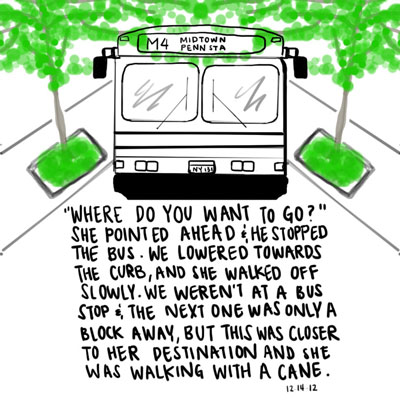 M4 MIDTOWN
PENN STA
NY 133
"WHERE DO YOU WANT TO GO?"
SHE POINTED AHEAD & HE STOPPED
THE BUS. WE LOWERED TOWARDS
THE CURB, AND SHE WALKED OFF
SLOWLY. WE WEREN'T AT A BUS
STOP & THE NEXT ONE WAS ONLY A
BLOCK AWAY, BUT THIS WAS CLOSER
TO HER DESTINATION AND SHE
WAS WALKING WITH A CANE.
12 14 12